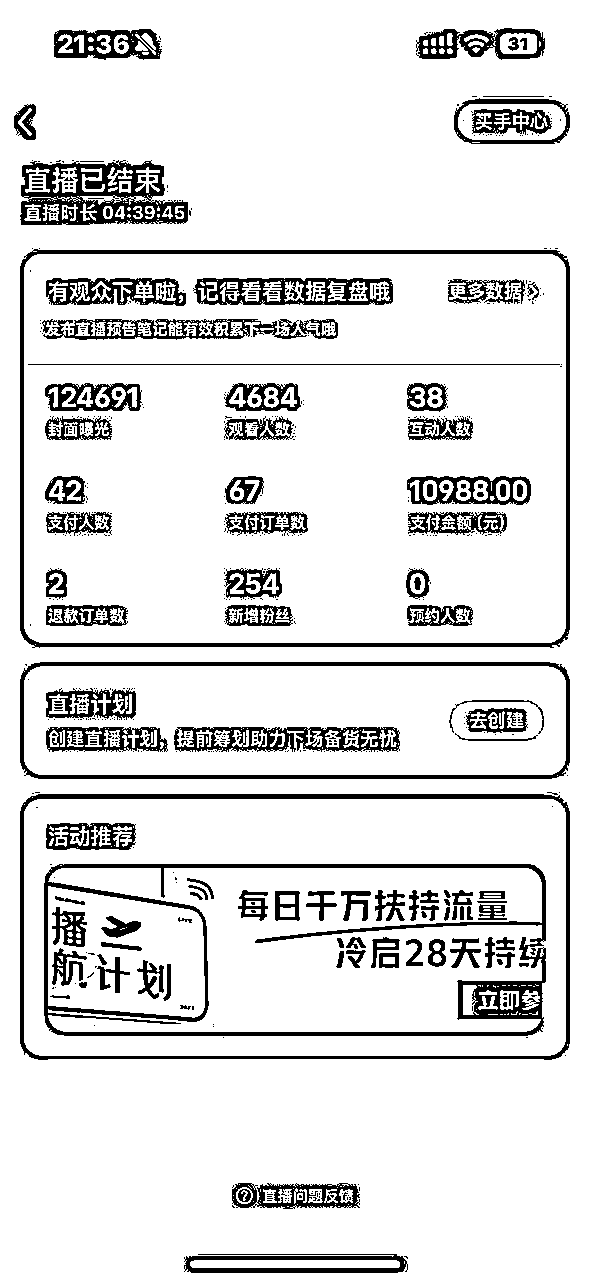 21:36
31
买手中心
直播已结束
直播时长 04:39:45
有观众下单啦，记得看看数据复盘哦
更多数据
发布直播预告笔记能有效积累下一场人气哦
124691
4684
38
封面曝光
观看人数
互动人数
42
67
10988.00
支付人数
支付订单数
支付金额（元）
2
254
0
退款订单数
新增粉丝
预约人数
直播计划
创建直播计划，提前筹划助力下场备货无忧
去创建
活动推荐
播
航计划
每日千万扶持流量
冷启28天持续
立即参
直播问题反馈